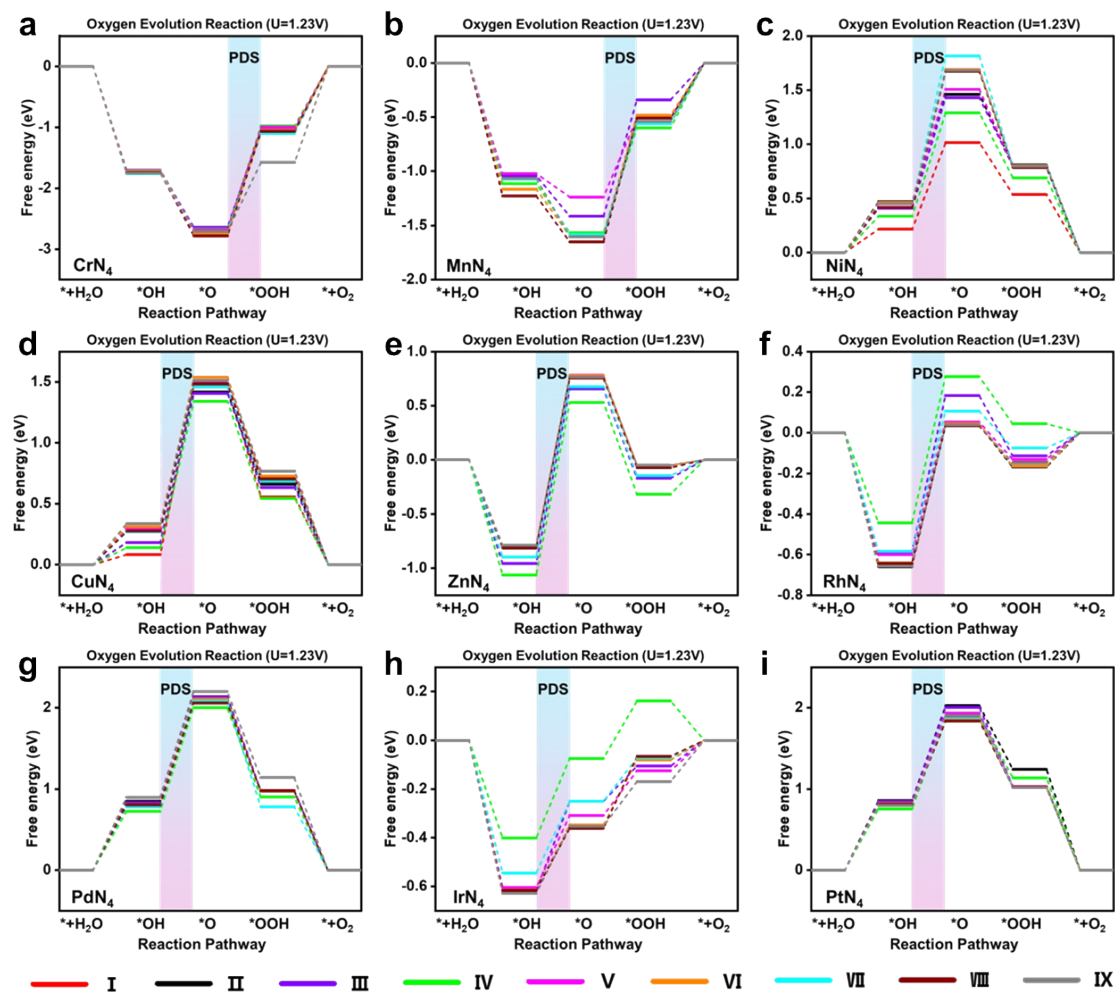 a
Oxygen Evolution Reaction (U=1.23V)
PDS
0
-1
-2
-3
Free energy (eV)
CrN4
*+H2O *OH *O *OOH *+O2
Reaction Pathway
b
Oxygen Evolution Reaction (U=1.23V)
PDS
0.0
-0.5
-1.0
-1.5
-2.0
Free energy (eV)
MnN4
*+H2O *OH *O *OOH *+O2
Reaction Pathway
c
Oxygen Evolution Reaction (U=1.23V)
PDS
2.0
1.5
1.0
0.5
0.0
Free energy (eV)
NiN4
*+H2O *OH *O *OOH *+O2
Reaction Pathway
d
Oxygen Evolution Reaction (U=1.23V)
PDS
1.5
1.0
0.5
0.0
Free energy (eV)
CuN4
*+H2O *OH *O *OOH *+O2
Reaction Pathway
e
Oxygen Evolution Reaction (U=1.23V)
PDS
1.0
0.5
0.0
-0.5
-1.0
Free energy (eV)
ZnN4
*+H2O *OH *O *OOH *+O2
Reaction Pathway
f
Oxygen Evolution Reaction (U=1.23V)
PDS
0.4
0.2
0.0
-0.2
-0.4
-0.6
-0.8
Free energy (eV)
RhN4
*+H2O *OH *O *OOH *+O2
Reaction Pathway
g
Oxygen Evolution Reaction (U=1.23V)
PDS
2
1
0
Free energy (eV)
PdN4
*+H2O *OH *O *OOH *+O2
Reaction Pathway
h
Oxygen Evolution Reaction (U=1.23V)
PDS
0.2
0.0
-0.2
-0.4
-0.6
Free energy (eV)
IrN4
*+H2O *OH *O *OOH *+O2
Reaction Pathway
i
Oxygen Evolution Reaction (U=1.23V)
PDS
2
1
0
Free energy (eV)
PtN4
*+H2O *OH *O *OOH *+O2
Reaction Pathway
Ⅰ Ⅱ Ⅲ Ⅳ Ⅴ Ⅵ Ⅶ Ⅷ Ⅸ